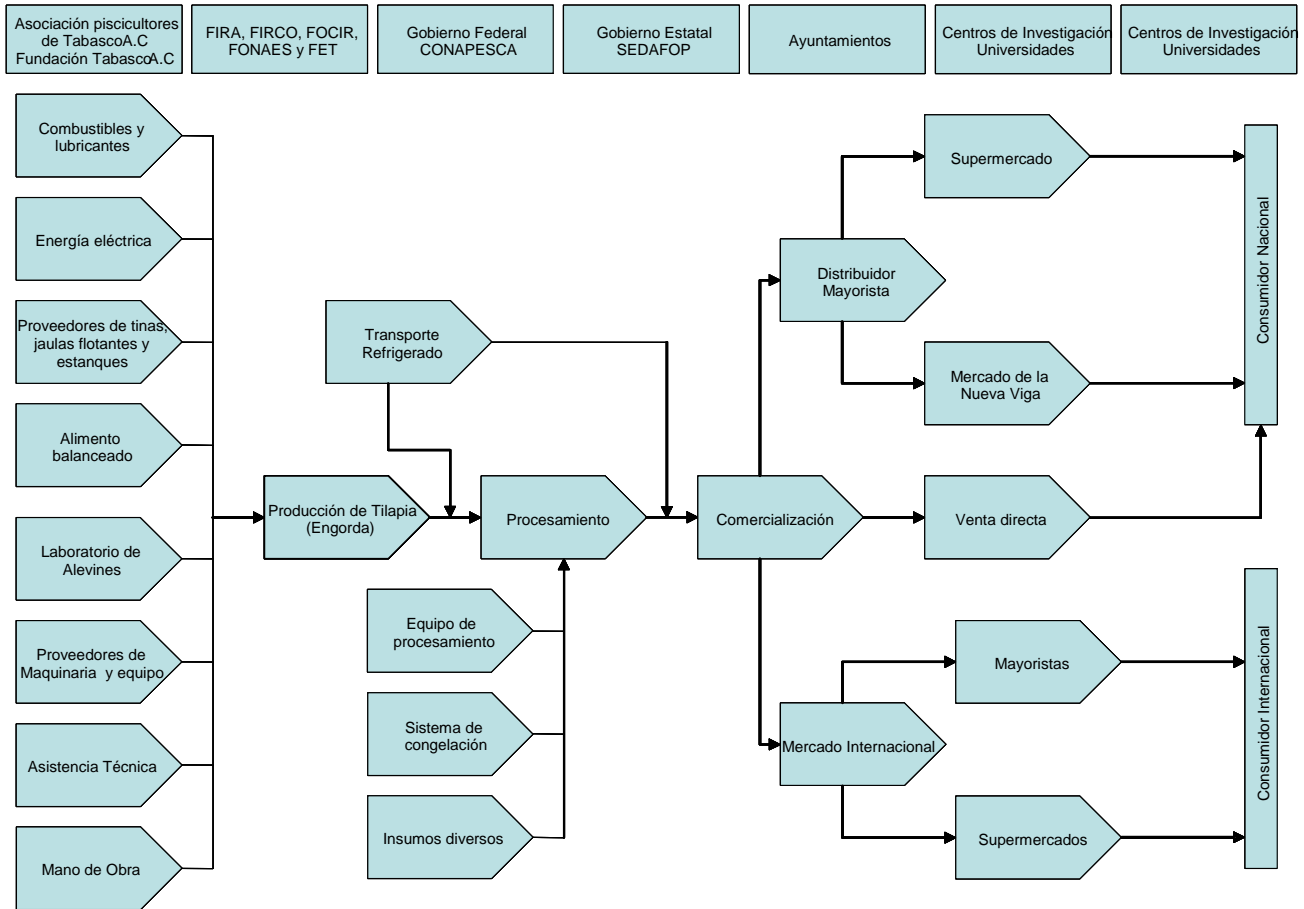 Asociación piscicultores
de TabascoA.C
Fundación TabascoA.C
FIRA, FIRCO, FOCIR,
FONAES y FET
Gobierno Federal
CONAPESCA
Gobierno Estatal
SEDAFOP
Ayuntamientos
Centros de Investigación
Universidades
Centros de Investigación
Universidades
Combustibles y
lubricantes
Energía eléctrica
Proveedores de tinas,
jaulas flotantes y
estanques
Alimento
balanceado
Laboratorio de
Alevines
Proveedores de
Maquinaria y equipo
Asistencia Técnica
Mano de Obra
Transporte
Refrigerado
Producción de Tilapia
(Engorda)
Procesamiento
Equipo de
procesamiento
Sistema de
congelación
Insumos diversos
Comercialización
Distribuidor
Mayorista
Supermercado
Mercado de la
Nueva Viga
Venta directa
Mercado Internacional
Mayoristas
Supermercados
Consumidor Nacional
Consumidor Internacional